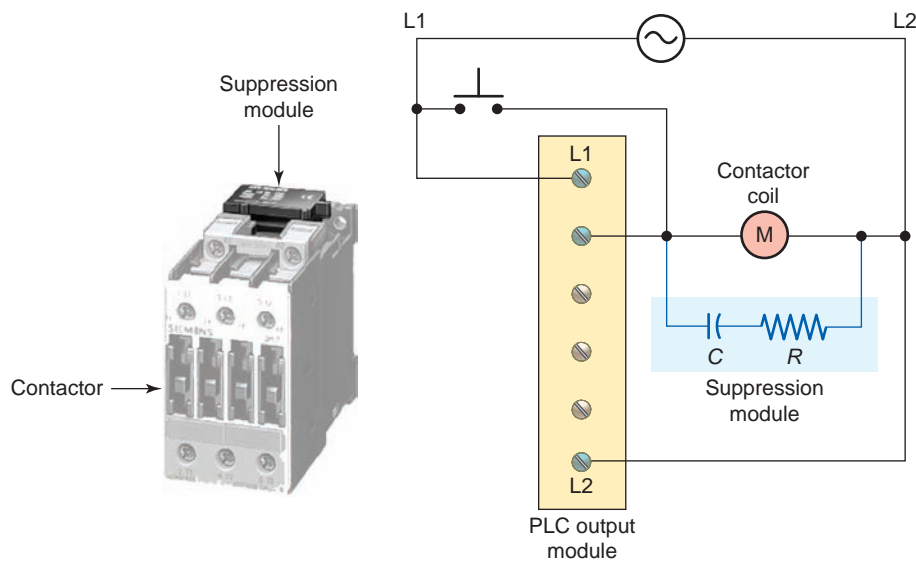 Suppression
module
Contactor
SIEMENS
L1
L2
L1
Contactor
coil
M
C
R
Suppression
module
L2
PLC output
module